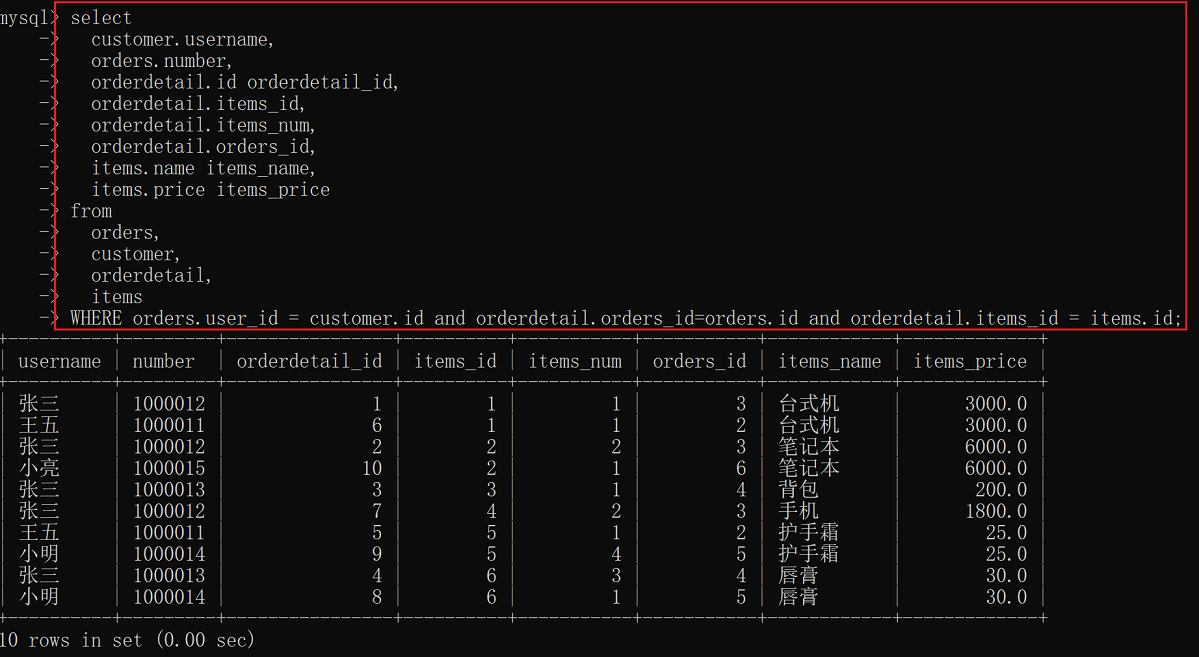 mysql> select
-> customer.username,
-> orders.number,
-> orderdetail.id orderdetail_id,
-> orderdetail.items_id,
-> orderdetail.items_num,
-> orderdetail.orders_id,
-> items.name items_name,
-> items.price items_price
-> from
-> orders,
-> customer,
-> orderdetail,
-> items
-> WHERE orders.user_id = customer.id and orderdetail.orders_id=orders.id and orderdetail.items_id = items.id;
| username | number | orderdetail_id | items_id | items_num | orders_id | items_name | items_price |
| 张三 | 1000012 | 1 | 1 | 1 | 3 | 台式机 | 3000.0 |
| 王五 | 1000011 | 6 | 1 | 1 | 2 | 台式机 | 3000.0 |
| 张三 | 1000012 | 2 | 2 | 2 | 3 | 笔记本 | 6000.0 |
| 小亮 | 1000015 | 10 | 2 | 1 | 6 | 笔记本 | 6000.0 |
| 张三 | 1000013 | 3 | 3 | 1 | 4 | 背包 | 200.0 |
| 张三 | 1000012 | 7 | 4 | 2 | 3 | 手机 | 1800.0 |
| 王五 | 1000011 | 5 | 5 | 1 | 2 | 护手霜 | 25.0 |
| 小明 | 1000014 | 9 | 5 | 4 | 5 | 护手霜 | 25.0 |
| 张三 | 1000013 | 4 | 6 | 3 | 4 | 唇膏 | 30.0 |
| 小明 | 1000014 | 8 | 6 | 1 | 5 | 唇膏 | 30.0 |
10 rows in set (0.00 sec)